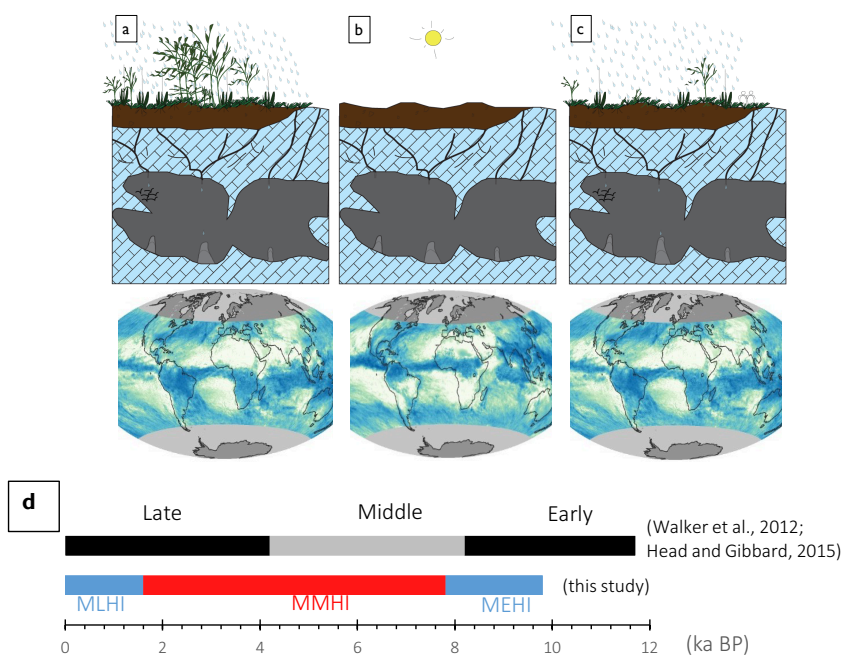 a
b
c
d
Late
Middle
Early
(Walker et al., 2012;
Head and Gibbard, 2015)
(this study)
MLHI
MMHI
MEHI
0
2
4
6
8
10
12
(ka BP)